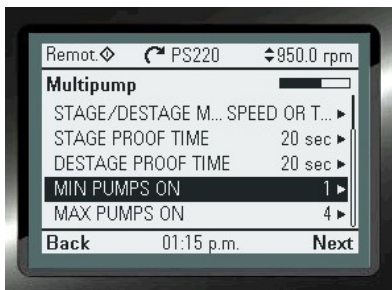 Remot. PS220 950.0 rpm
Multipump
STAGE/DESTAGE M... SPEED OR T...
STAGE PROOF TIME 20 sec
DESTAGE PROOF TIME 20 sec
MIN PUMPS ON 1
MAX PUMPS ON 4
Back 01:15 p.m. Next